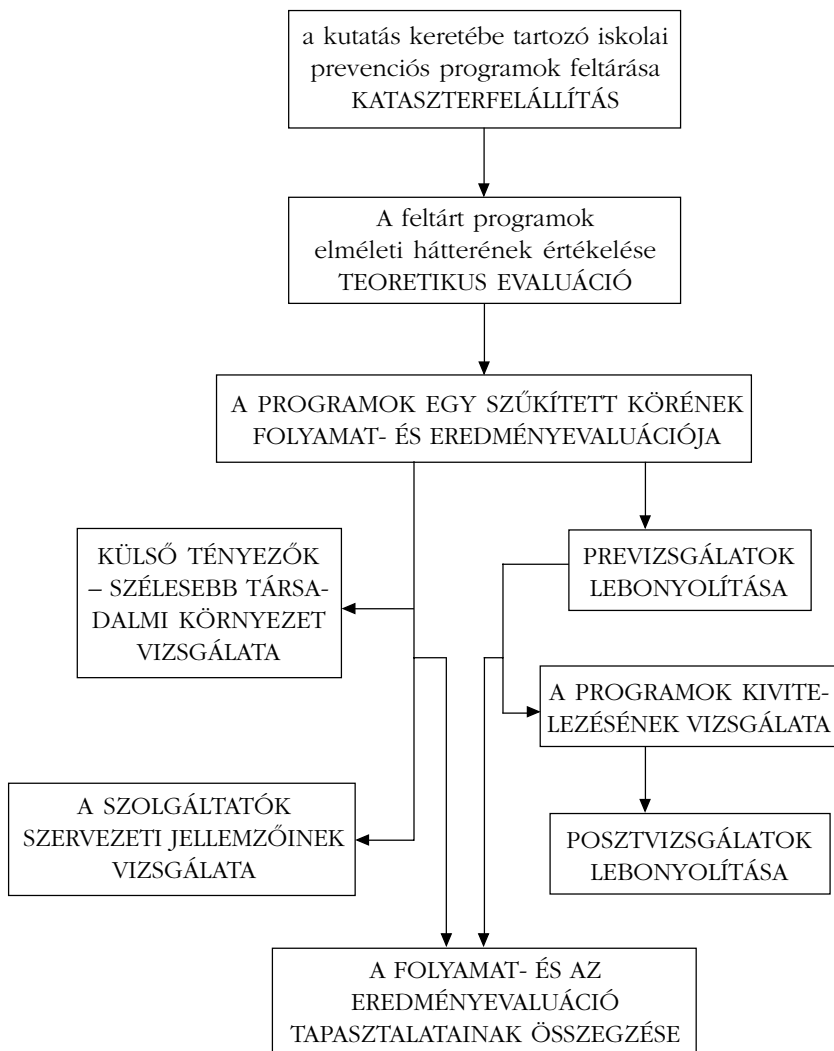 a kutatás keretébe tartozó iskolai
prevenciós programok feltárása
KATASZTERFELÁLLÍTÁS
A feltárt programok
elméleti hátterének értékelése
TEORETIKUS EVALUÁCIÓ
A PROGRAMOK EGY SZŰKÍTETT KÖRÉNEK
FOLYAMAT- ÉS EREDMÉNYEVALUÁCIÓJA
KÜLSŐ TÉNYEZŐK
– SZÉLESEBB TÁRSA-
DALMI KÖRNYEZET
VIZSGÁLATA
PREVIZSGÁLATOK
LEBONYOLÍTÁSA
A PROGRAMOK KIVITE-
LEZÉSÉNEK VIZSGÁLATA
A SZOLGÁLTATÓK
SZERVEZETI JELLEMZŐINEK
VIZSGÁLATA
POSZTVIZSGÁLATOK
LEBONYOLÍTÁSA
A FOLYAMAT- ÉS AZ
EREDMÉNYEVALUÁCIÓ
TAPASZTALATAINAK ÖSSZEGZÉSE